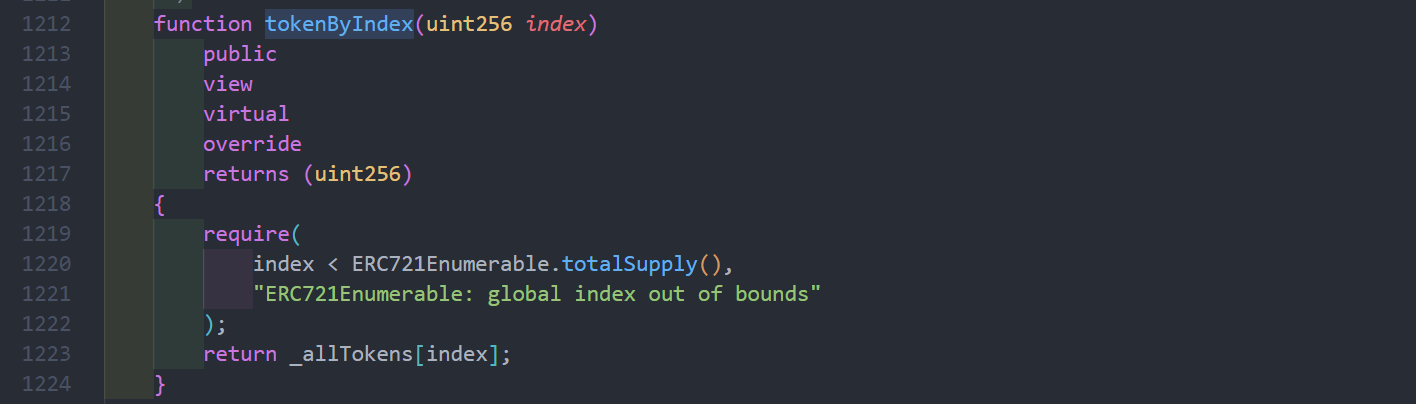 1212 function tokenByIndex(uint256 index)
1213 public
1214 view
1215 virtual
1216 override
1217 returns (uint256)
1218 {
1219 require(
1220 index < ERC721Enumerable.totalSupply(),
1221 "ERC721Enumerable: global index out of bounds"
1222 );
1223 return _allTokens[index];
1224 }